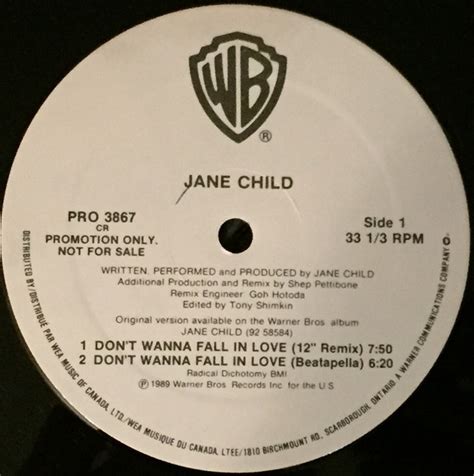 WB
®
JANE CHILD
PRO 3867
CR
PROMOTION ONLY.
NOT FOR SALE
Side 1
33 1/3 RPM
WRITTEN, PERFORMED and PRODUCED by JANE CHILD
Additional Production and Remix by Shep Pettibone
Remix Engineer Goh Hotoda
Edited by Tony Shimkin
Original version available on the Warner Bros album
JANE CHILD (92 58584)
1 DON'T WANNA FALL IN LOVE (12" Remix) 7:50
2 DON'T WANNA FALL IN LOVE (Beatapella) 6:20
Radical Dichotomy BMI
Ⓟ 1989 Warner Bros Records Inc for the U S
DISTRIBUTED BY/DISTRIBUÉ PAR WEA MUSIC OF CANADA, LTD./WEA MUSIQUE DU CANADA, LTEE/1810 BIRCHMOUNT RD., SCARBOROUGH, ONTARIO A WARNER COMMUNICATIONS COMPANY